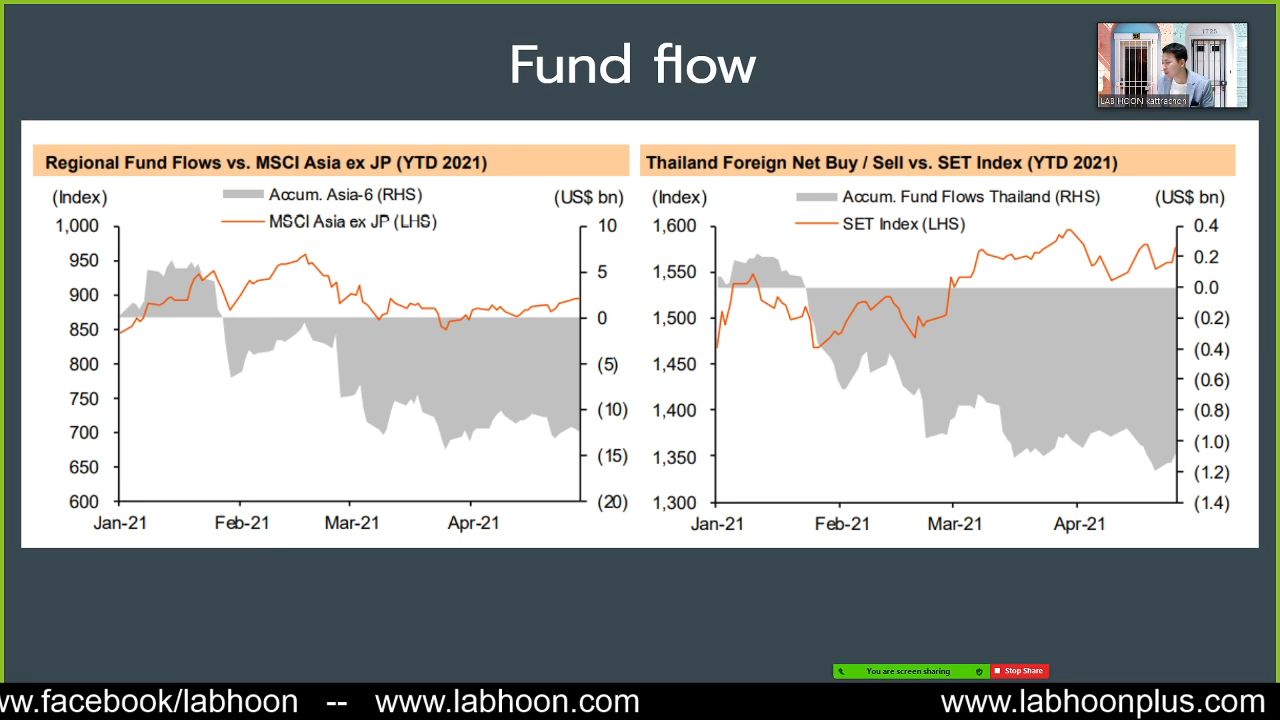 Fund flow
1725
LAB HOON kattrachon
Regional Fund Flows vs. MSCI Asia ex JP (YTD 2021)
(Index)
Accum. Asia-6 (RHS)
MSCI Asia ex JP (LHS)
(US$ bn)
1,000
950
900
850
800
750
700
650
600
10
5
0
(5)
(10)
(15)
(20)
Jan-21 Feb-21 Mar-21 Apr-21
Thailand Foreign Net Buy / Sell vs. SET Index (YTD 2021)
(Index)
Accum. Fund Flows Thailand (RHS)
SET Index (LHS)
(US$ bn)
1,600
1,550
1,500
1,450
1,400
1,350
1,300
0.4
0.2
0.0
(0.2)
(0.4)
(0.6)
(0.8)
(1.0)
(1.2)
(1.4)
Jan-21 Feb-21 Mar-21 Apr-21
You are screen sharing
Stop Share
w.facebook/labhoon -- www.labhoon.com www.labhoonplus.com